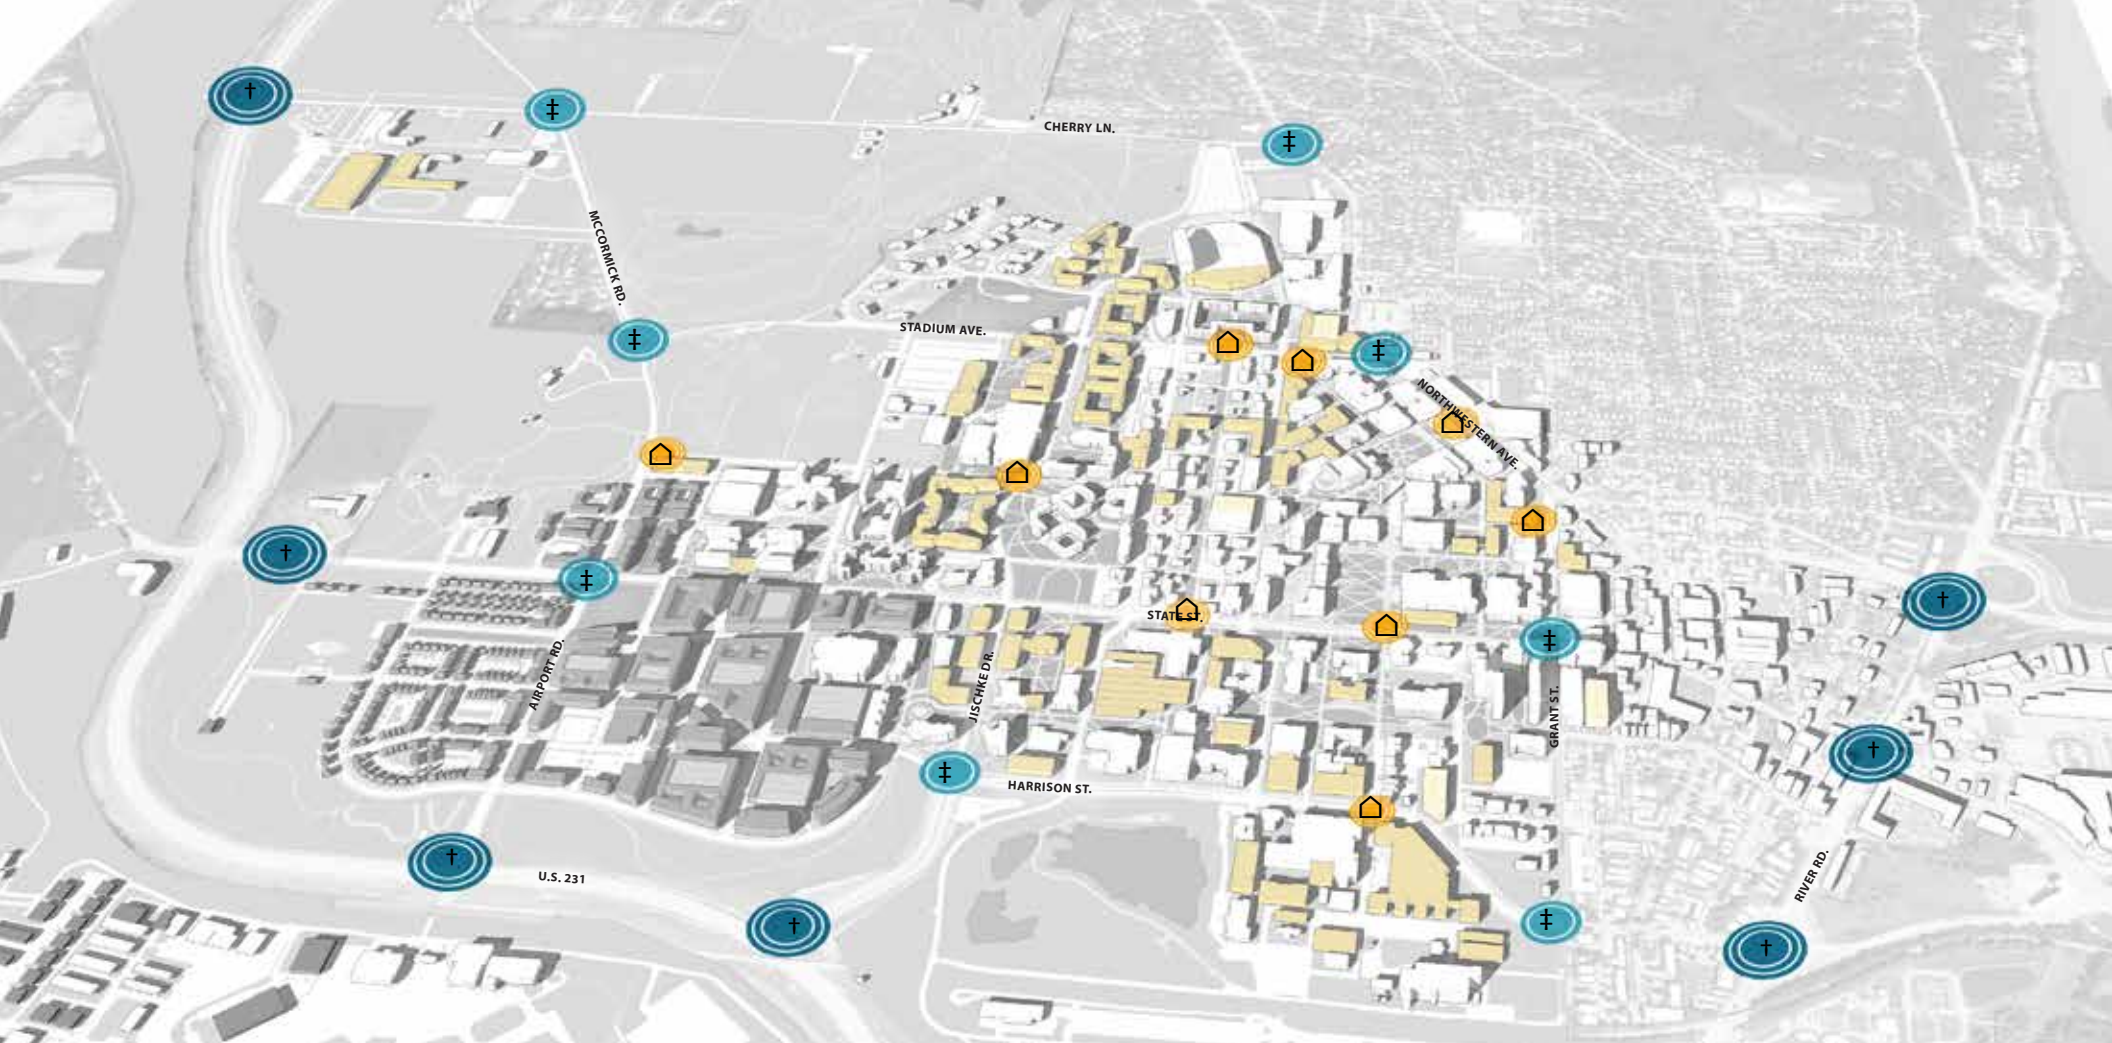 †
‡
CHERRY LN.
‡
MCCORMICK RD.
STADIUM AVE.
‡
‡
NORTHWESTERN AVE.
†
‡
STATE ST.
†
‡
AIRPORT RD.
JISCHKE DR.
GRANT ST.
†
‡
HARRISON ST.
†
U.S. 231
RIVER RD.
†
‡
†